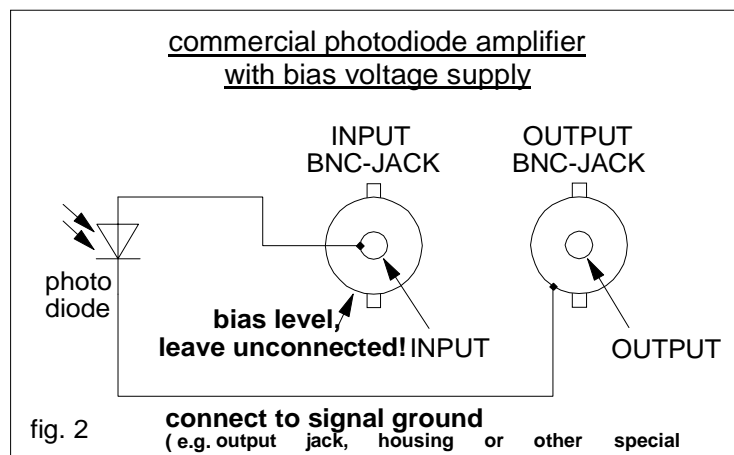 commercial photodiode amplifier
with bias voltage supply
INPUT
BNC-JACK
OUTPUT
BNC-JACK
photo
diode
bias level,
leave unconnected!
INPUT
OUTPUT
fig. 2
connect to signal ground
( e.g. output jack, housing or other special